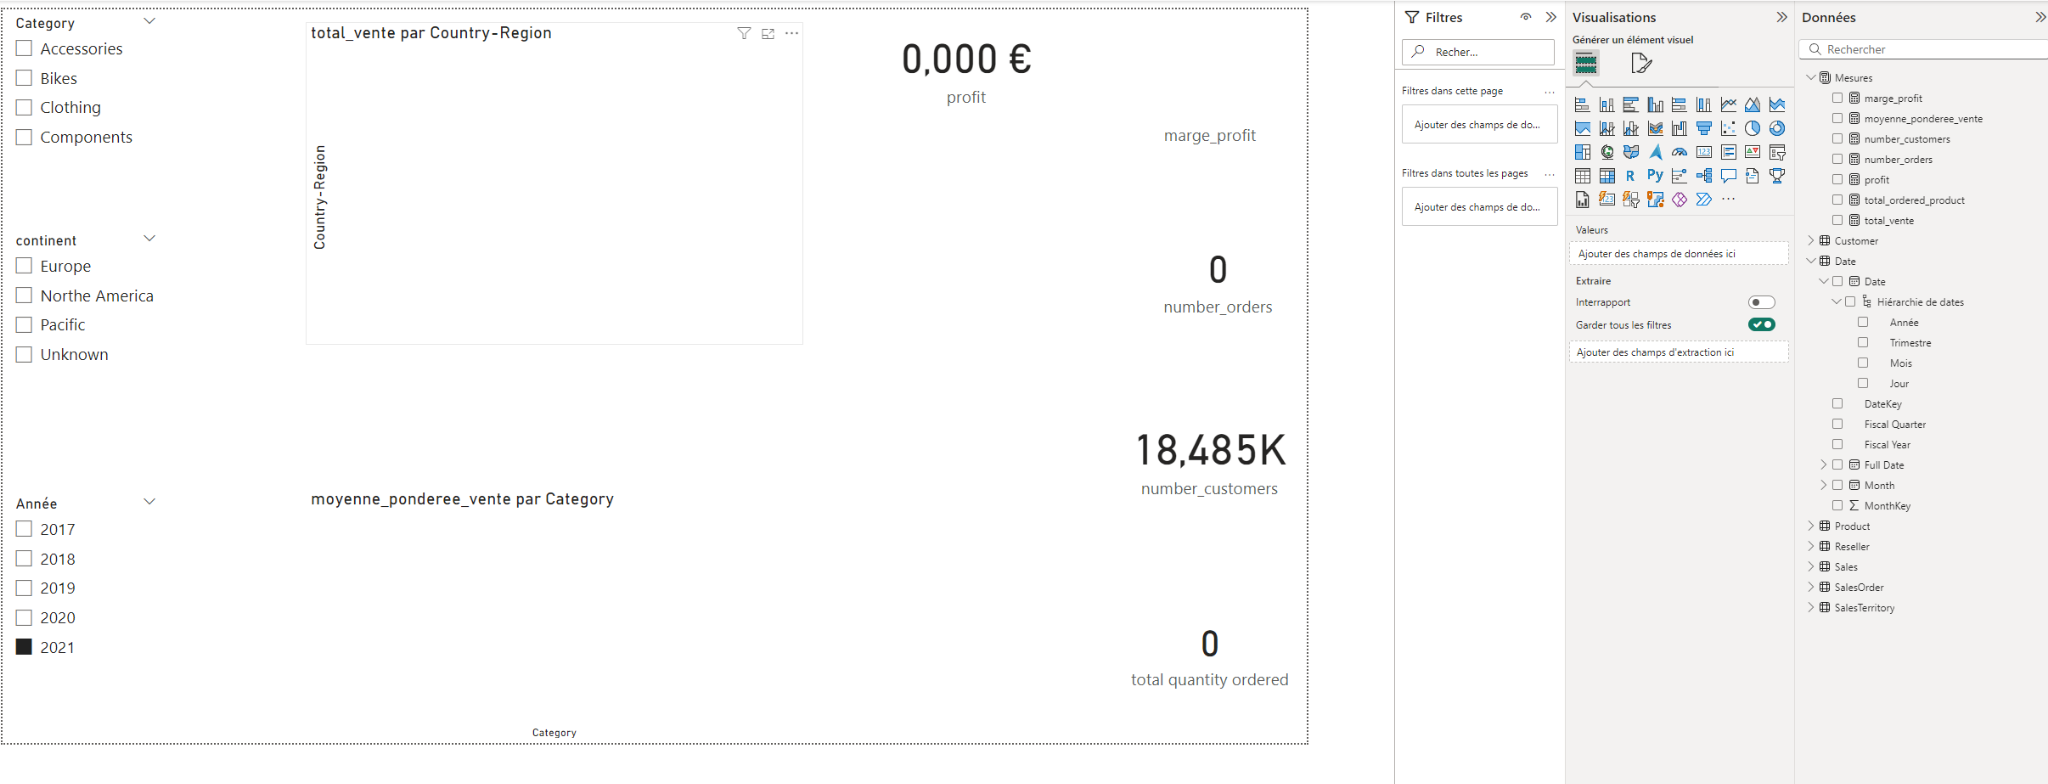 Category
Accessories
Bikes
Clothing
Components
continent
Europe
Northe America
Pacific
Unknown
Année
2017
2018
2019
2020
2021
total_vente par Country-Region
Country-Region
moyenne_ponderee_vente par Category
Category
0,000 €
profit
marge_profit
0
number_orders
18,485K
number_customers
0
total quantity ordered
Filtres
Recher...
Filtres dans cette page
Ajouter des champs de do...
Filtres dans toutes les pages
Ajouter des champs de do...
Visualisations
Générer un élément visuel
R
Py
123
Valeurs
Ajouter des champs de données ici
Extraire
Interrapport
Garder tous les filtres
Ajouter des champs d'extraction ici
Données
Rechercher
Mesures
marge_profit
moyenne_ponderee_vente
number_customers
number_orders
profit
total_ordered_product
total_vente
Customer
Date
Date
Hiérarchie de dates
Année
Trimestre
Mois
Jour
DateKey
Fiscal Quarter
Fiscal Year
Full Date
Month
MonthKey
Product
Reseller
Sales
SalesOrder
SalesTerritory